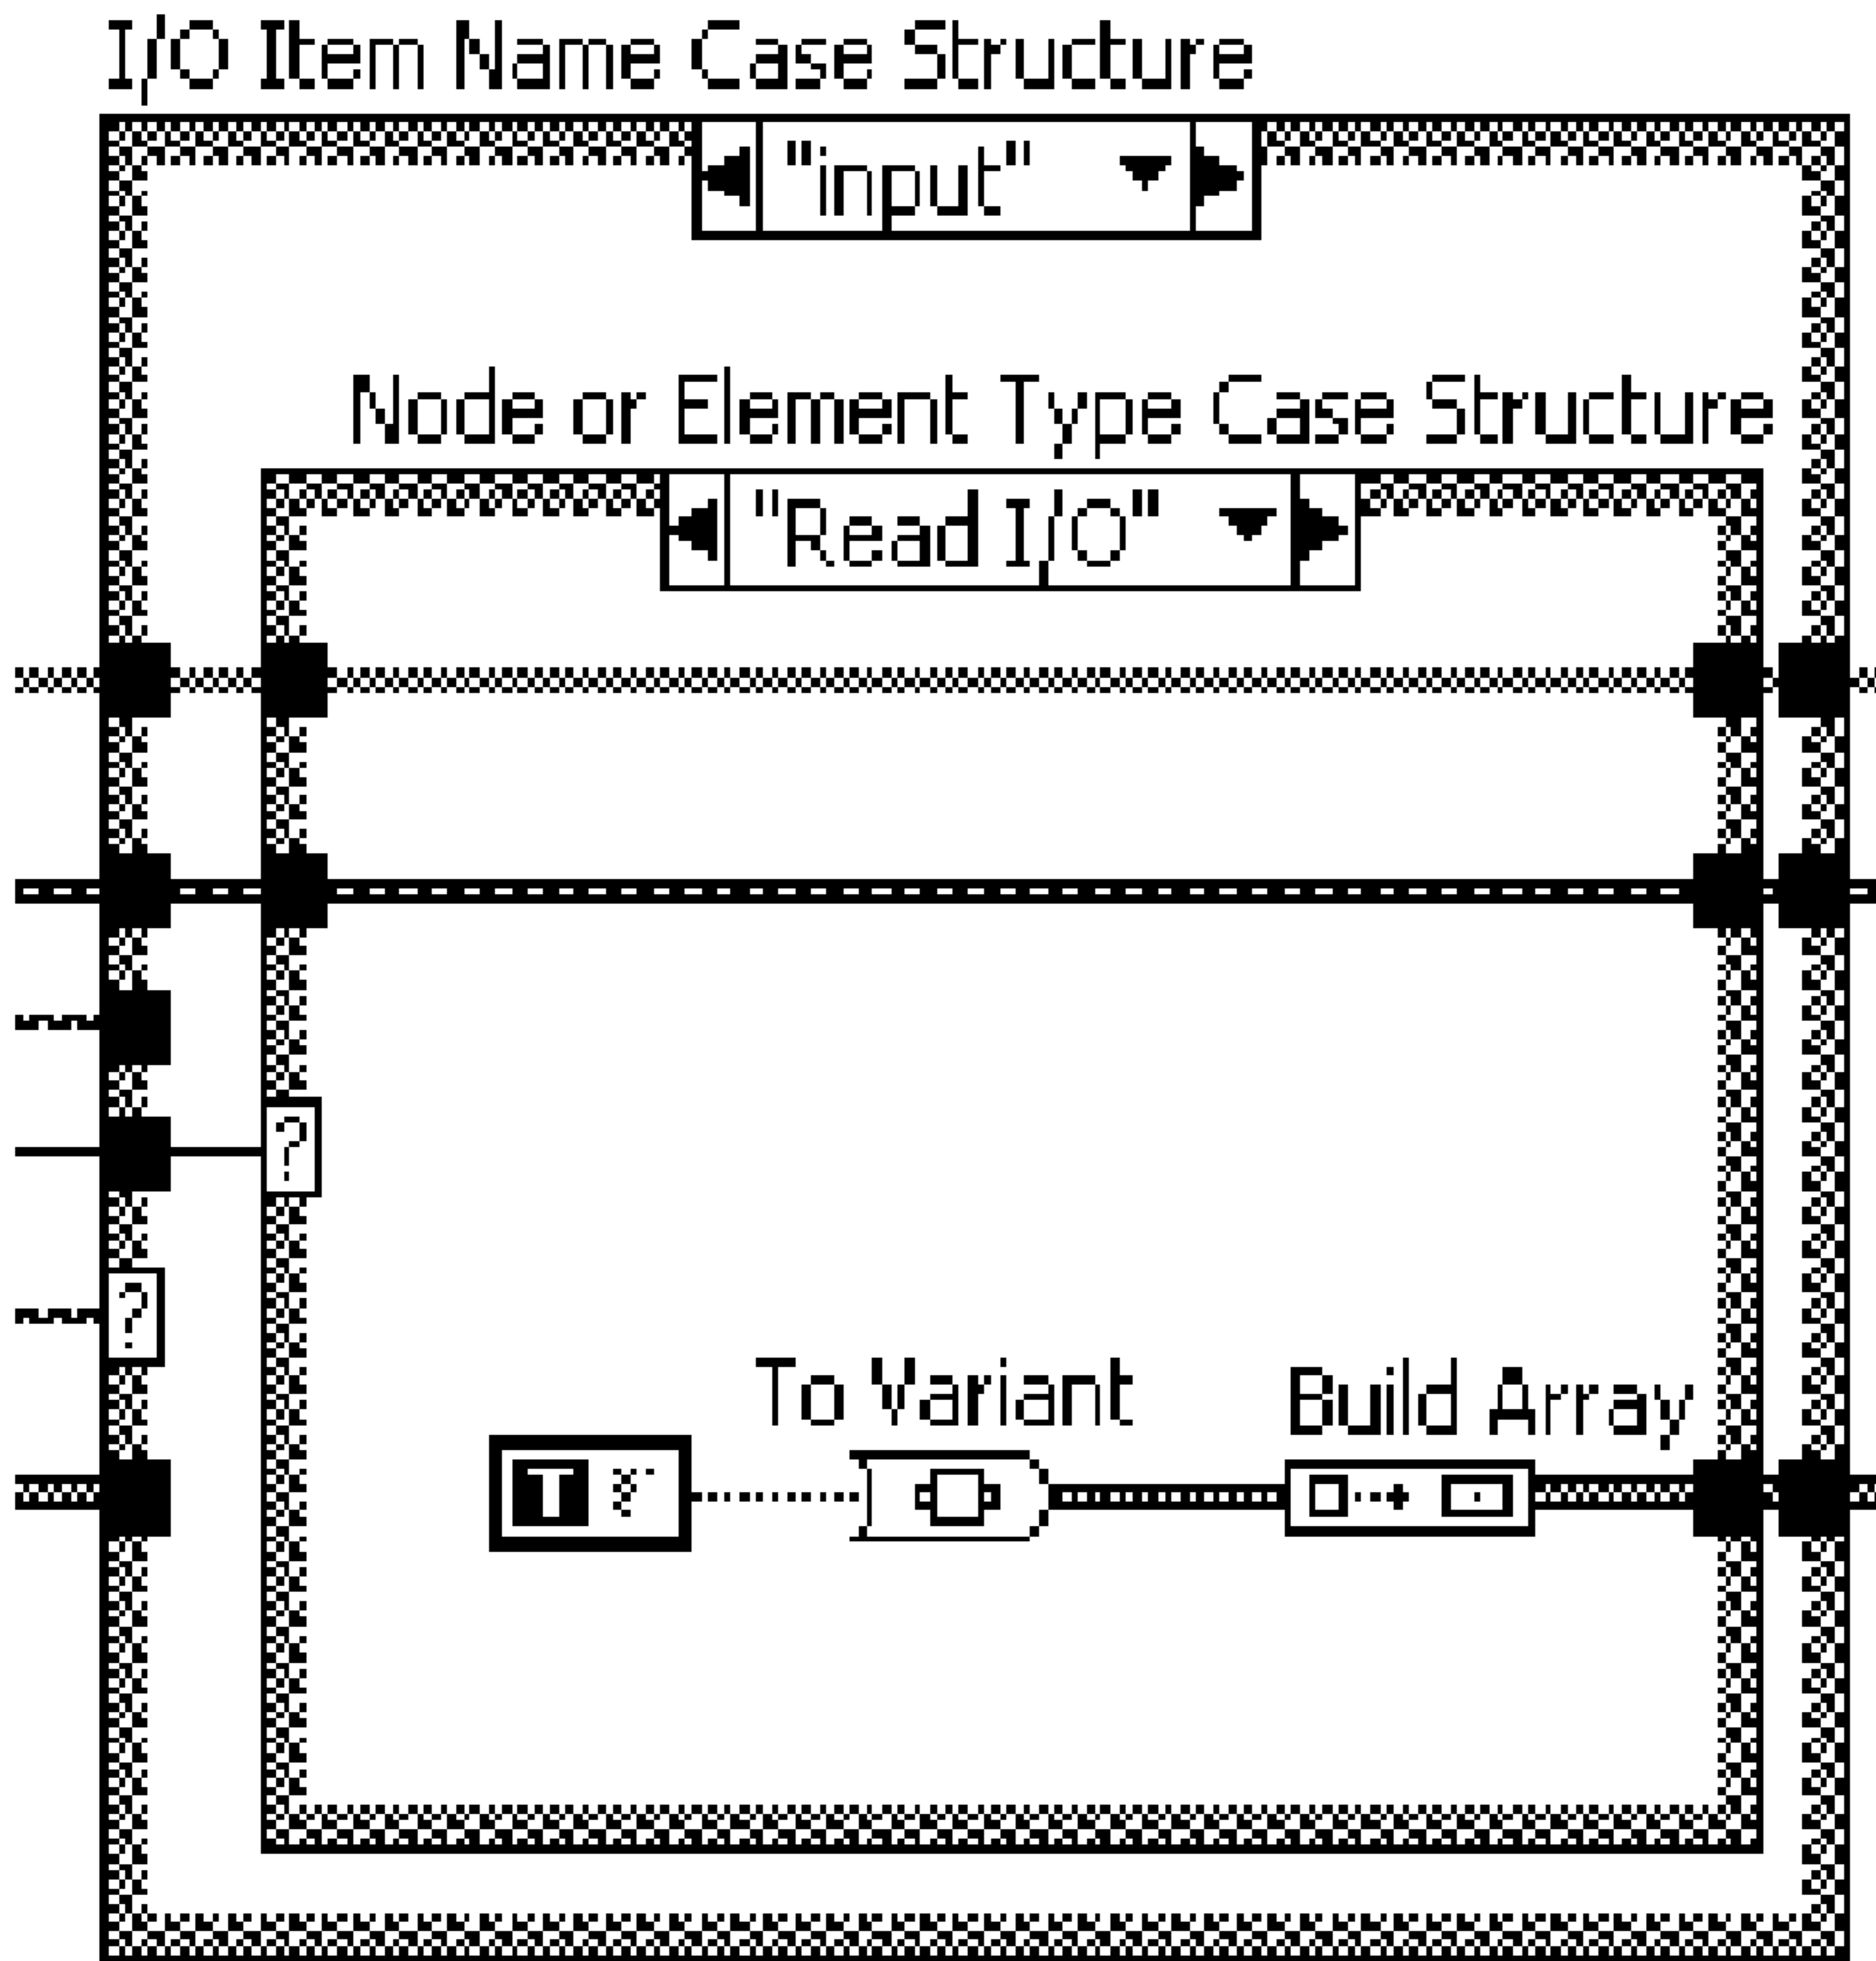 I/O Item Name Case Structure
"input"
Node or Element Type Case Structure
"Read I/O"
?
?
To Variant
Build Array
T